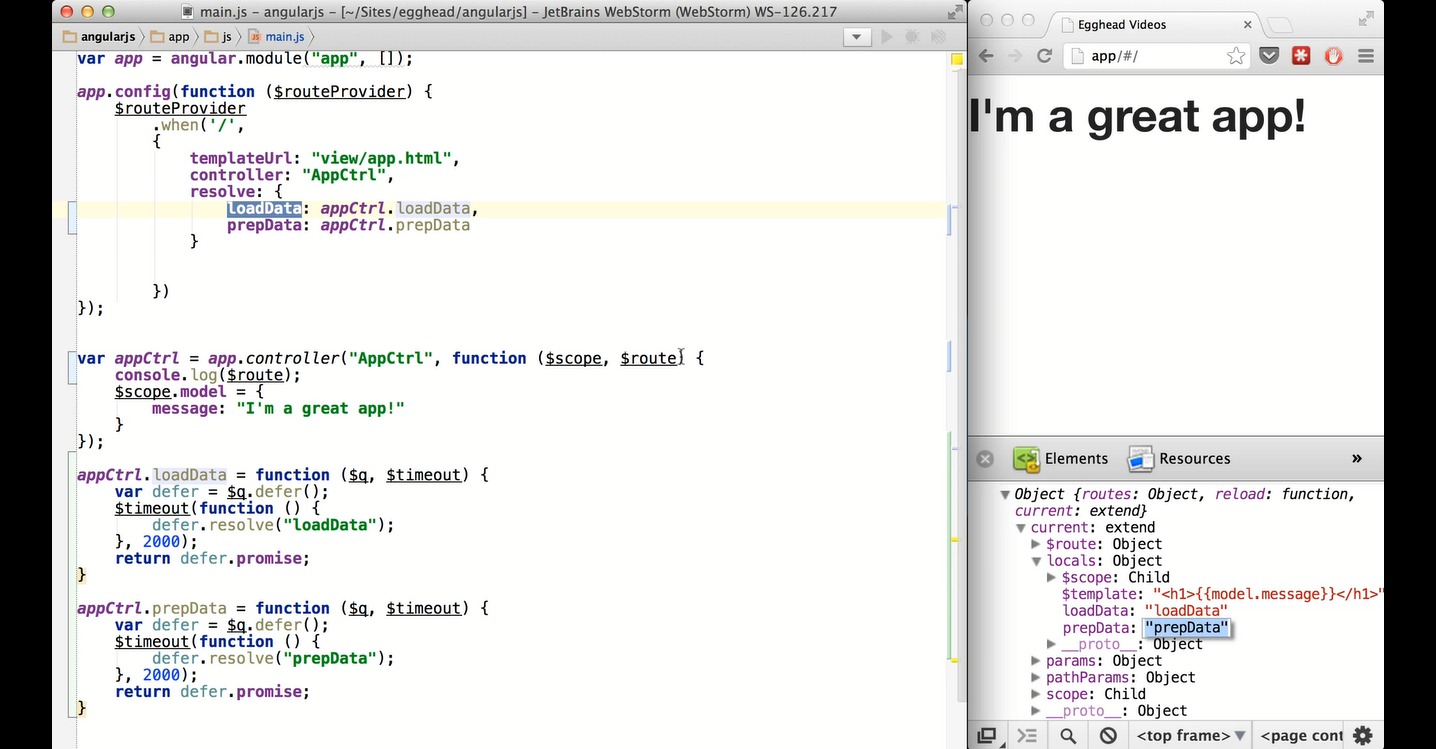 main.js – angularjs – [~/Sites/egghead/angularjs] – JetBrains WebStorm (WebStorm) WS-126.217
angularjs
app
js
main.js
var app = angular.module("app", []);
app.config(function ($routeProvider) {
$routeProvider
.when('/',
{
templateUrl: "view/app.html",
controller: "AppCtrl",
resolve: {
loadData: appCtrl.loadData,
prepData: appCtrl.prepData
}
})
});
var appCtrl = app.controller("AppCtrl", function ($scope, $route) {
console.log($route);
$scope.model = {
message: "I'm a great app!"
}
});
appCtrl.loadData = function ($q, $timeout) {
var defer = $q.defer();
$timeout(function () {
defer.resolve("loadData");
}, 2000);
return defer.promise;
}
appCtrl.prepData = function ($q, $timeout) {
var defer = $q.defer();
$timeout(function () {
defer.resolve("prepData");
}, 2000);
return defer.promise;
}
Egghead Videos
app/#/
I'm a great app!
Elements
Resources
»
Object {routes: Object, reload: function,
current: extend}
current: extend
$route: Object
locals: Object
$scope: Child
$template: "<h1>{{model.message}}</h1>"
loadData: "loadData"
prepData: "prepData"
__proto__: Object
params: Object
pathParams: Object
scope: Child
__proto__: Object
<top frame>
<page cont